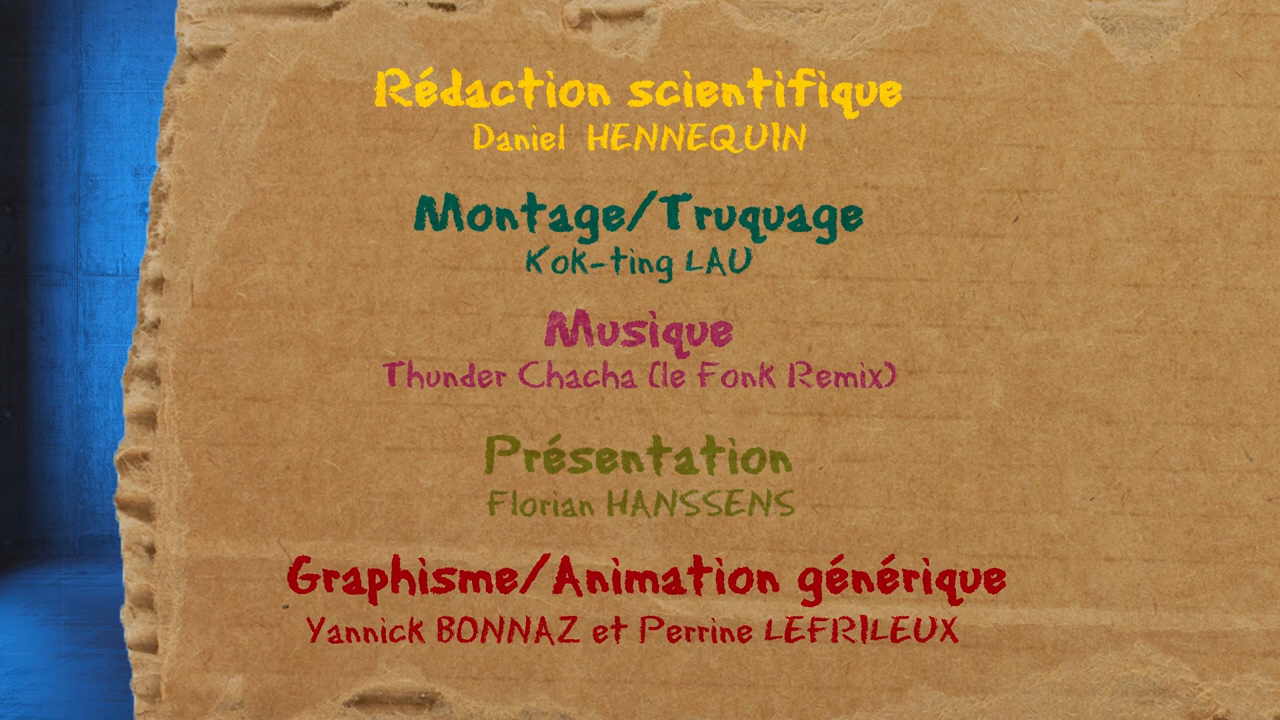 Rédaction scientifique
Daniel HENNEQUIN
Montage/Truquage
Kok-ting LAU
Musique
Thunder Chacha (le Fonk Remix)
Présentation
Florian HANSSENS
Graphisme/Animation générique
Yannick BONNAZ et Perrine LEFRILEUX